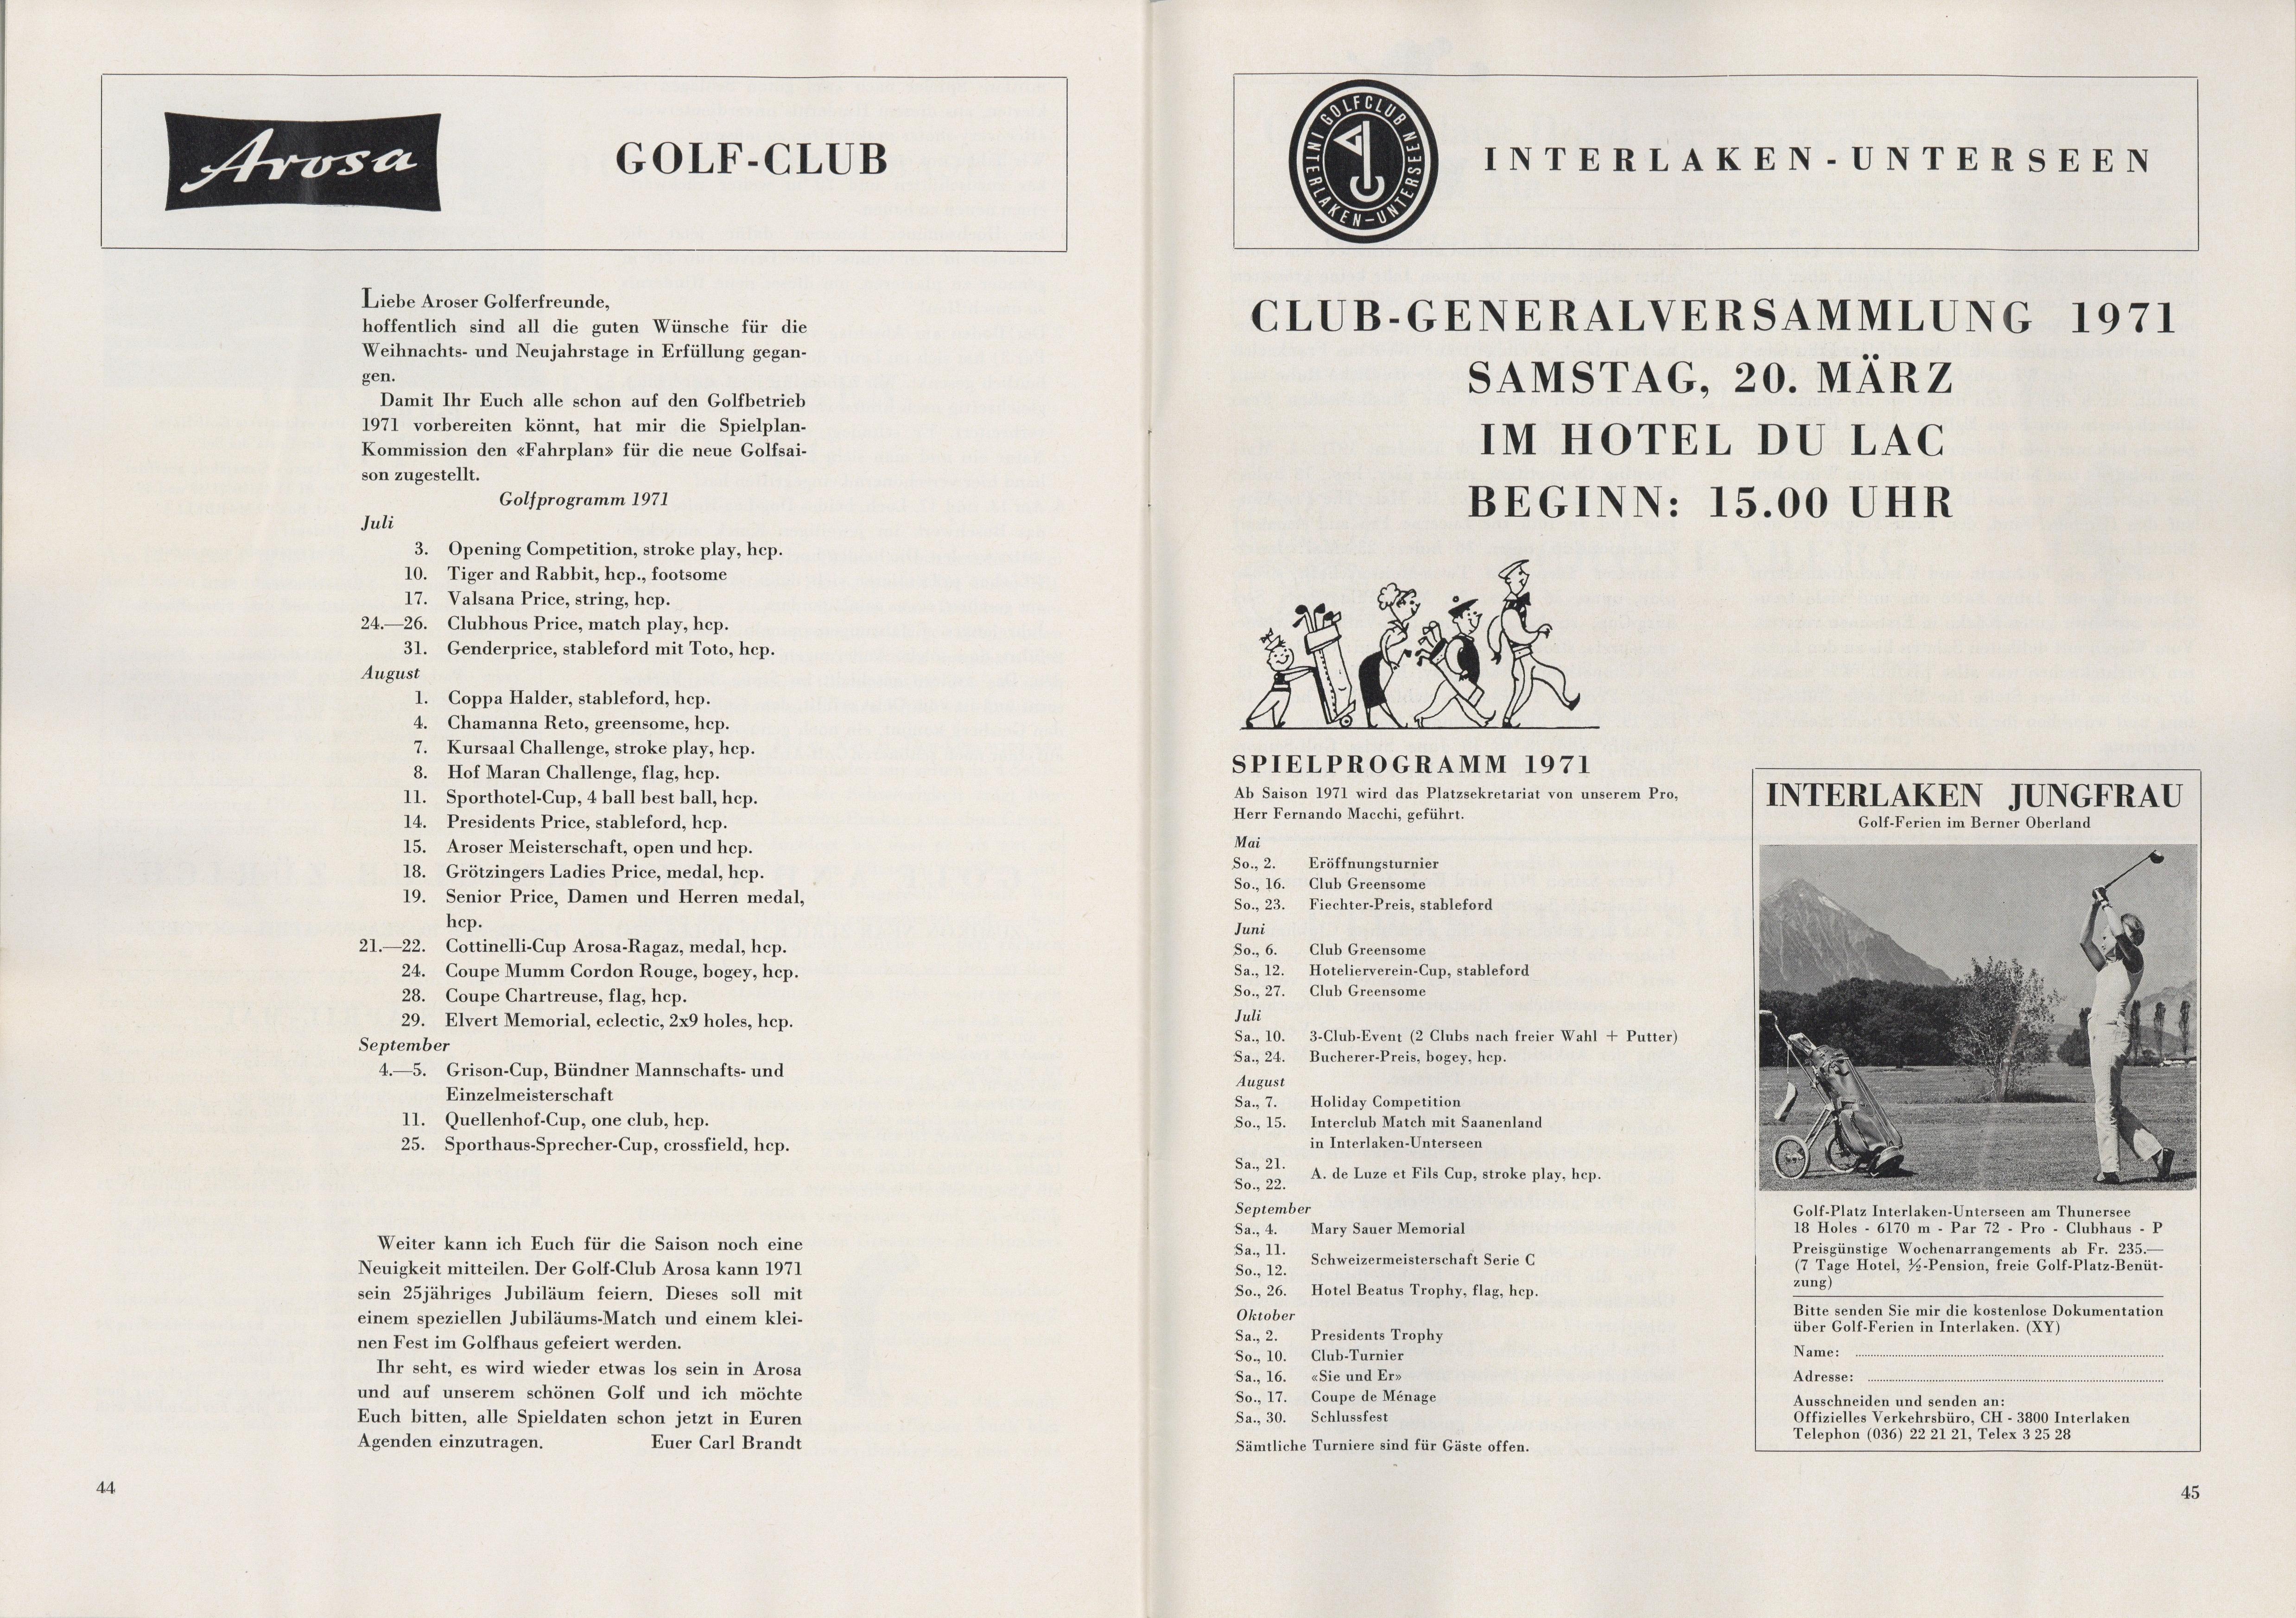 Arosa
GOLF-CLUB
Liebe Aroser Golferfreunde,
hoffentlich sind all die guten Wünsche für die
Weihnachts- und Neujahrstage in Erfüllung gegan-
gen.
Damit Ihr Euch alle schon auf den Golfbetrieb
1971 vorbereiten könnt, hat mir die Spielplan-
Kommission den «Fahrplan» für die neue Golfsai-
son zugestellt.
Golfprogramm 1971
Juli
3. Opening Competition, stroke play, hcp.
10. Tiger and Rabbit, hcp., footsome
17. Valsana Price, string, hcp.
24.—26. Clubhous Price, match play, hcp.
31. Genderprice, stableford mit Toto, hcp.
August
1. Coppa Halder, stableford, hcp.
4. Chamanna Reto, greensome, hcp.
7. Kursaal Challenge, stroke play, hcp.
8. Hof Maran Challenge, flag, hcp.
11. Sporthotel-Cup, 4 ball best ball, hcp.
14. Presidents Price, stableford, hcp.
15. Aroser Meisterschaft, open und hcp.
18. Grötzingers Ladies Price, medal, hcp.
19. Senior Price, Damen und Herren medal,
hcp.
21.—22. Cottinelli-Cup Arosa-Ragaz, medal, hcp.
24. Coupe Mumm Cordon Rouge, bogey, hcp.
28. Coupe Chartreuse, flag, hcp.
29. Elvert Memorial, eclectic, 2x9 holes, hcp.
September
4.—5. Grison-Cup, Bündner Mannschafts- und
Einzelmeisterschaft
11. Quellenhof-Cup, one club, hcp.
25. Sporthaus-Sprecher-Cup, crossfield, hcp.
Weiter kann ich Euch für die Saison noch eine
Neuigkeit mitteilen. Der Golf-Club Arosa kann 1971
sein 25jähriges Jubiläum feiern. Dieses soll mit
einem speziellen Jubiläums-Match und einem klei-
nen Fest im Golfhaus gefeiert werden.
Ihr seht, es wird wieder etwas los sein in Arosa
und auf unserem schönen Golf und ich möchte
Euch bitten, alle Spieldaten schon jetzt in Euren
Agenden einzutragen. Euer Carl Brandt
44
GOLFCLUB INTERLAKEN-UNTERSEEN
INTERLAKEN-UNTERSEEN
CLUB-GENERALVERSAMMLUNG 1971
SAMSTAG, 20. MÄRZ
IM HOTEL DU LAC
BEGINN: 15.00 UHR
SPIELPROGRAMM 1971
Ab Saison 1971 wird das Platzsekretariat von unserem Pro,
Herr Fernando Macchi, geführt.
Mai
So., 2. Eröffnungsturnier
So., 16. Club Greensome
So., 23. Fiechter-Preis, stableford
Juni
So., 6. Club Greensome
Sa., 12. Hotelierverein-Cup, stableford
So., 27. Club Greensome
Juli
Sa., 10. 3-Club-Event (2 Clubs nach freier Wahl + Putter)
Sa., 24. Bucherer-Preis, bogey, hcp.
August
Sa., 7. Holiday Competition
So., 15. Interclub Match mit Saanenland
in Interlaken-Unterseen
Sa., 21.
A. de Luze et Fils Cup, stroke play, hcp.
So., 22.
September
Sa., 4. Mary Sauer Memorial
Sa., 11.
Schweizermeisterschaft Serie C
So., 12.
So., 26. Hotel Beatus Trophy, flag, hcp.
Oktober
Sa., 2. Presidents Trophy
So., 10. Club-Turnier
Sa., 16. «Sie und Er»
So., 17. Coupe de Ménage
Sa., 30. Schlussfest
Sämtliche Turniere sind für Gäste offen.
INTERLAKEN JUNGFRAU
Golf-Ferien im Berner Oberland
Golf-Platz Interlaken-Unterseen am Thunersee
18 Holes - 6170 m - Par 72 - Pro - Clubhaus - P
Preisgünstige Wochenarrangements ab Fr. 235.—
(7 Tage Hotel, ½-Pension, freie Golf-Platz-Benüt-
zung)
Bitte senden Sie mir die kostenlose Dokumentation
über Golf-Ferien in Interlaken. (XY)
Name:
Adresse:
Ausschneiden und senden an:
Offizielles Verkehrsbüro, CH - 3800 Interlaken
Telephon (036) 22 21 21, Telex 3 25 28
45